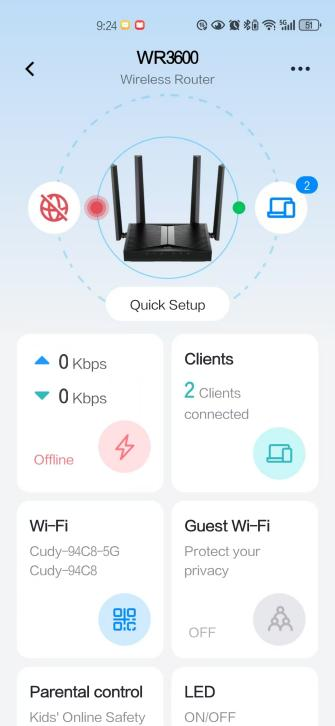 9:24
5G
51
WR3600
Wireless Router
2
Quick Setup
0 Kbps
0 Kbps
Offline
Clients
2 Clients
connected
Wi-Fi
Cudy-94C8-5G
Cudy-94C8
Guest Wi-Fi
Protect your
privacy
OFF
Parental control
Kids' Online Safety
LED
ON/OFF